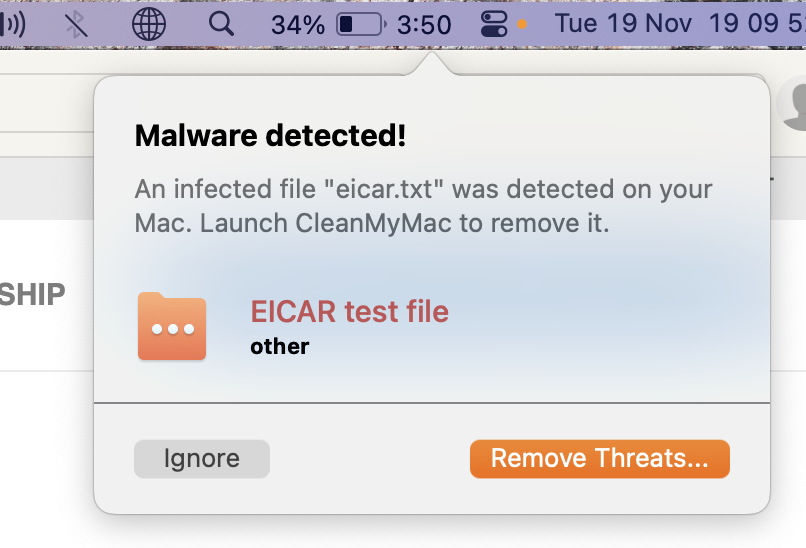 34% 3:50 Tue 19 Nov 19 09 5
Malware detected!
An infected file "eicar.txt" was detected on your
Mac. Launch CleanMyMac to remove it.
SHIP
EICAR test file
other
Ignore Remove Threats...